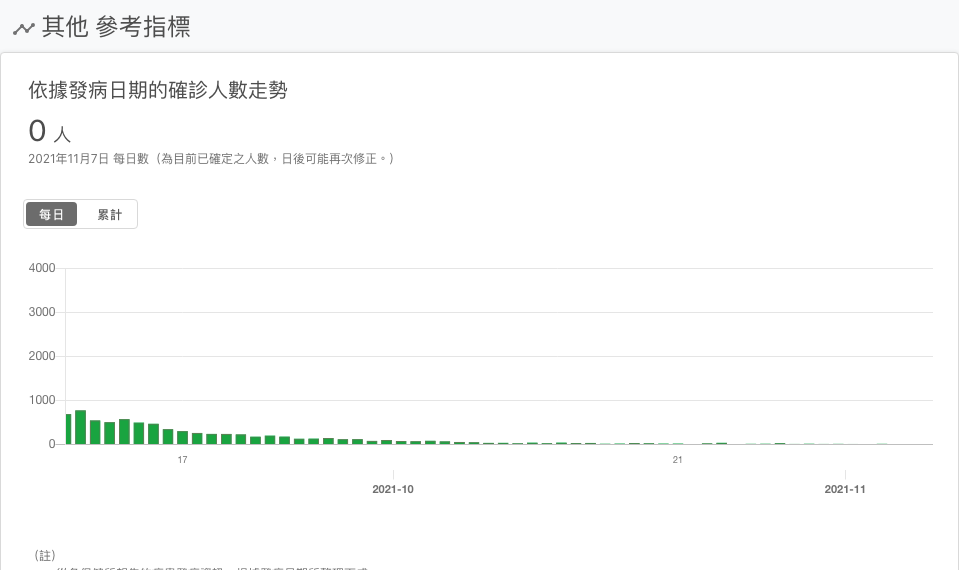 其他 參考指標
依據發病日期的確診人數走勢
0 人
2021年11月7日 每日數（為目前已確定之人數，日後可能再次修正。）
每日 累計
4000
3000
2000
1000
0
17 21
2021-10 2021-11
（註）